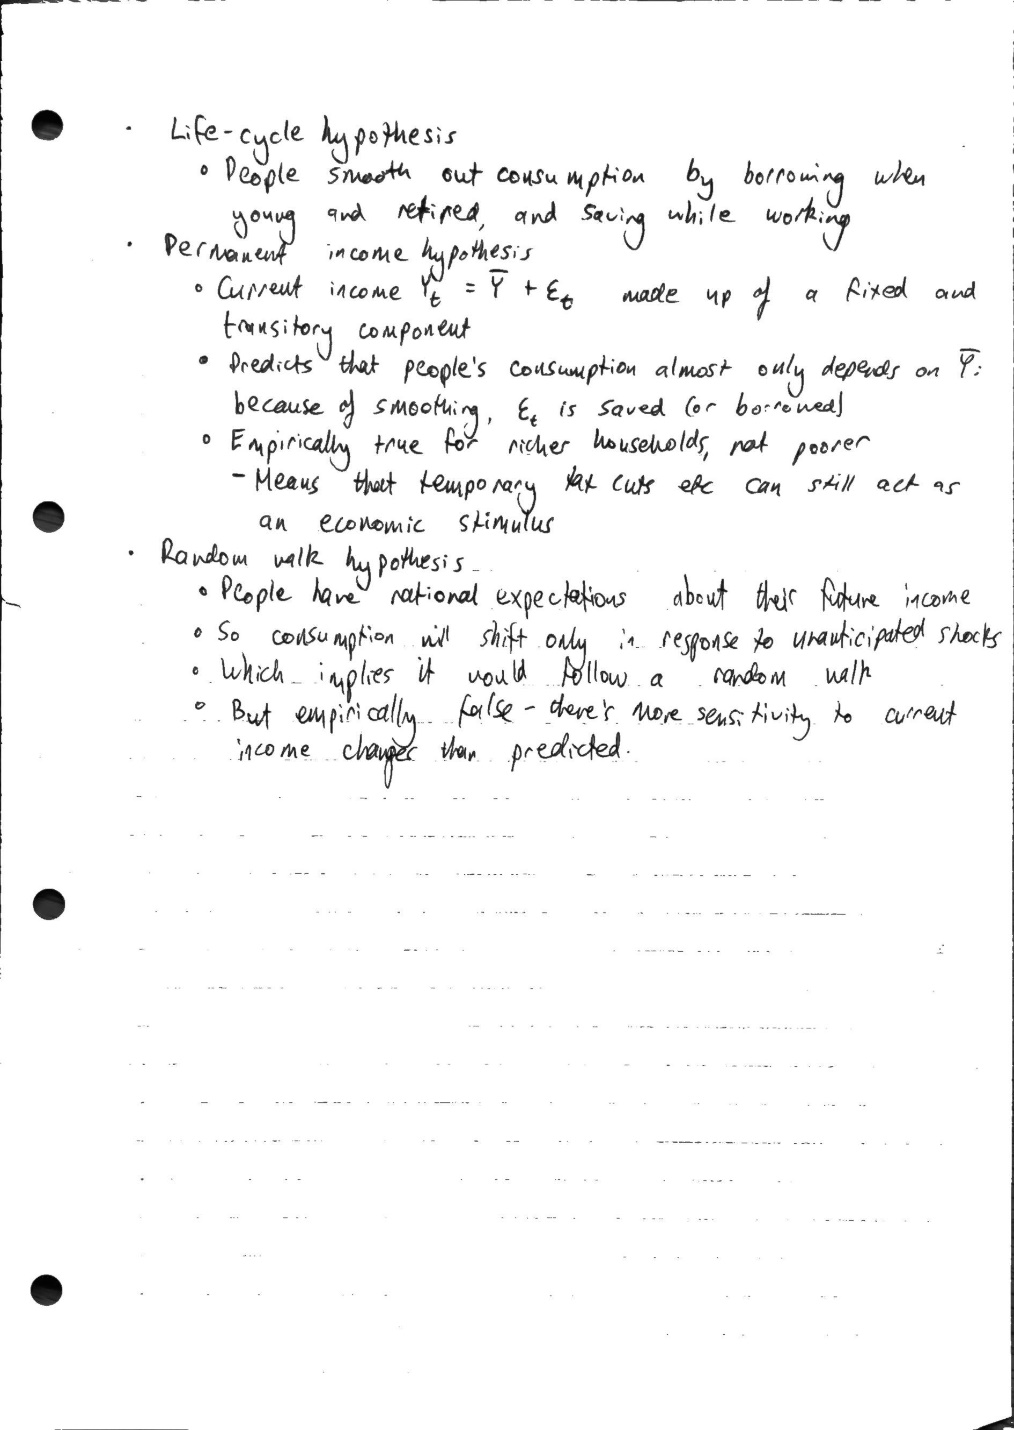 · Life-cycle hypothesis
∘ People smooth out consumption by borrowing when
young and retired, and saving while working
· Permanent income hypothesis
∘ Current income Yₜ = Ȳ + εₜ made up of a fixed and
transitory component
∘ Predicts that people's consumption almost only depends on Ȳ:
because of smoothing, εₜ is saved (or borrowed)
∘ Empirically true for richer households, not poorer
– Means that temporary tax cuts etc can still act as
an economic stimulus
· Random walk hypothesis
∘ People have rational expectations about their future income
∘ So consumption will shift only in response to unanticipated shocks
∘ Which implies it would follow a random walk
∘ But empirically false – there's more sensitivity to current
income changes than predicted.